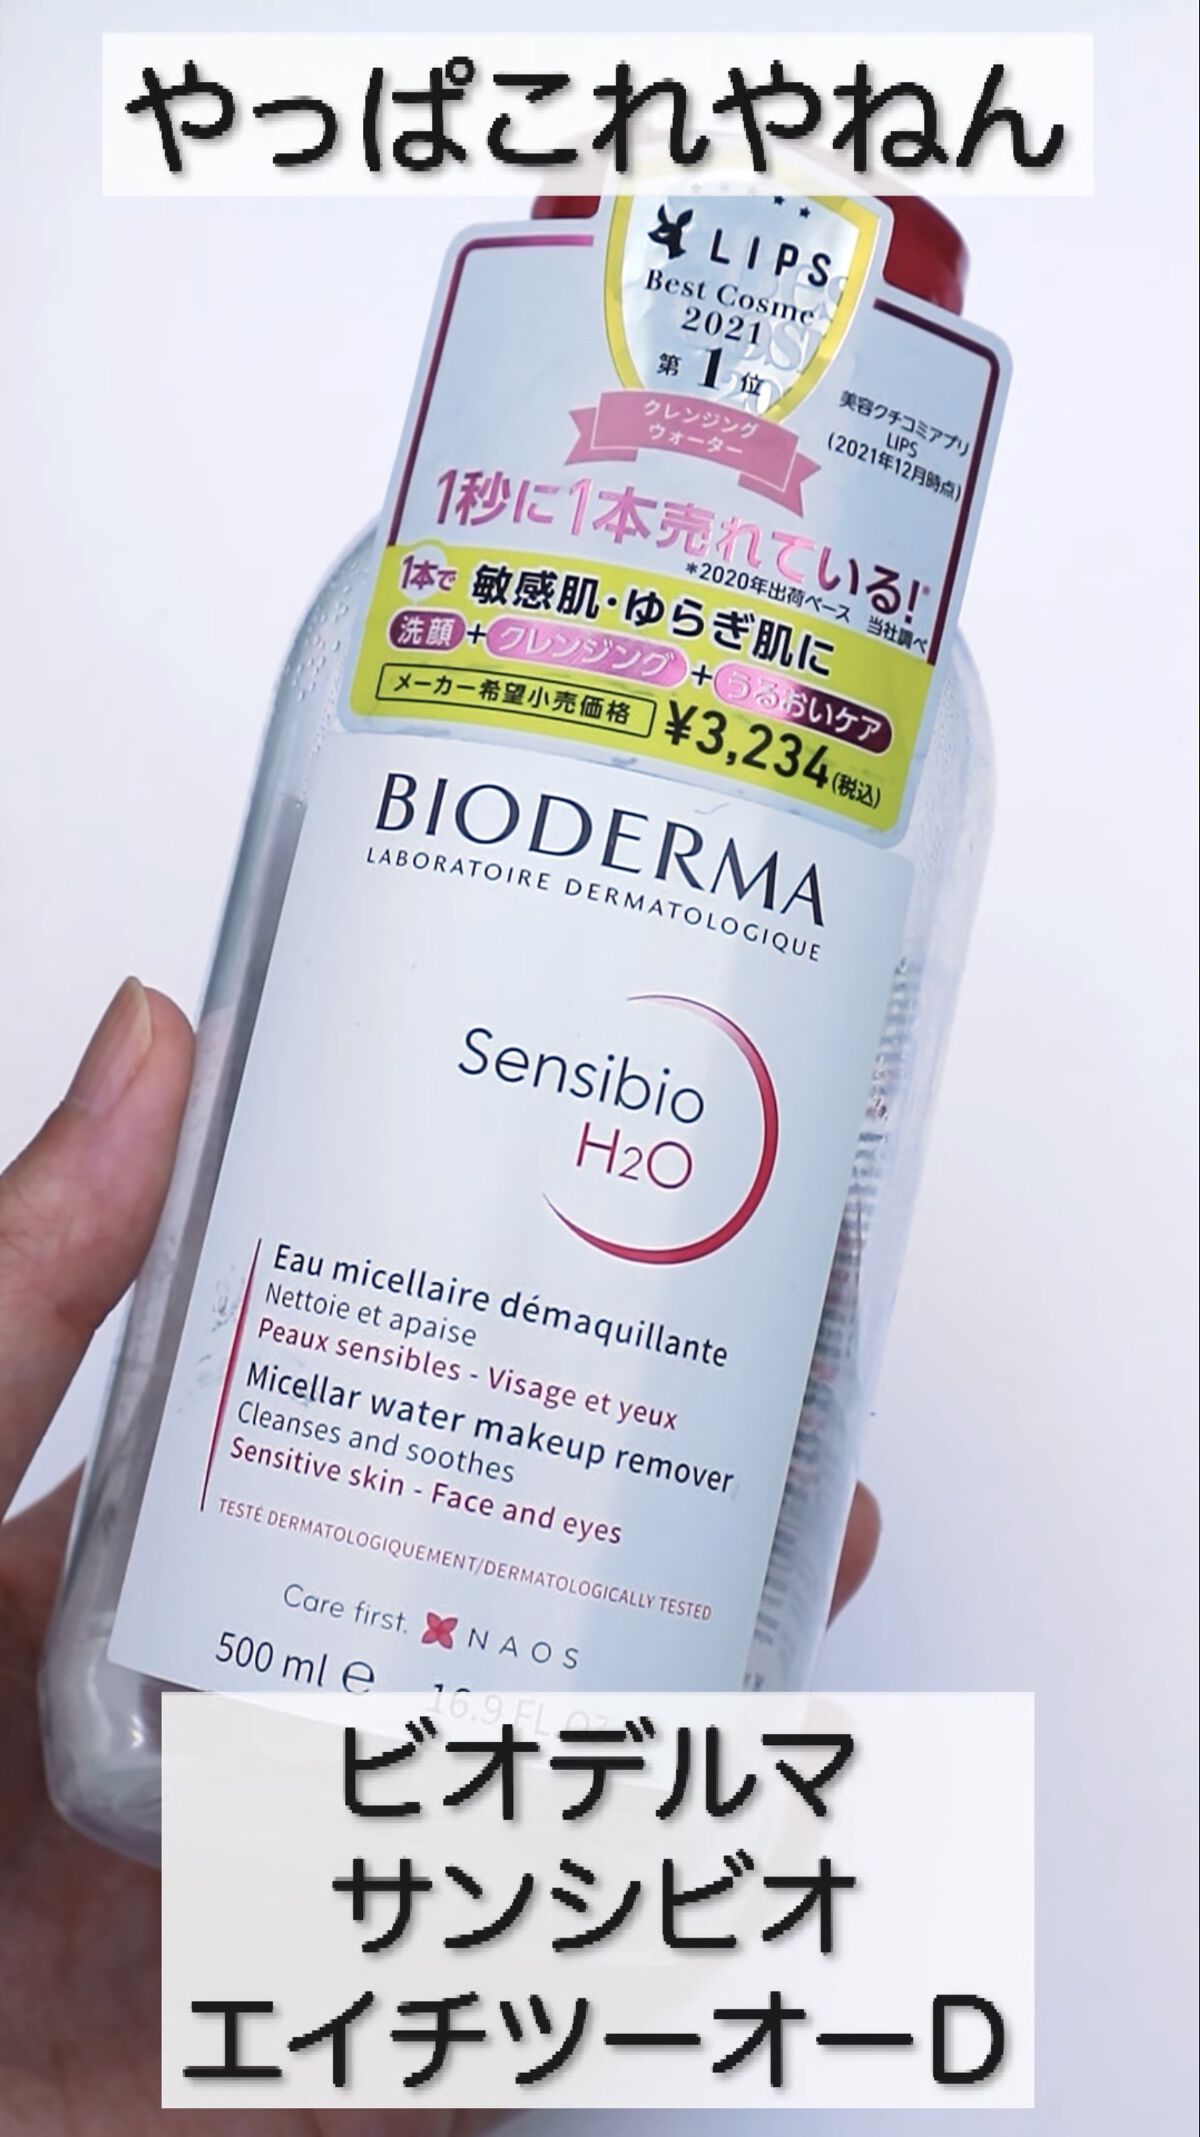 やっぱこれやねん
LIPS
Best Cosme
2021
第1位
クレンジング
ウォーター
美容クチコミアプリ
LIPS
(2021年12月時点)
1秒に1本売れている!*
*2020年出荷ベース 当社調べ
1本で 敏感肌・ゆらぎ肌に
洗顔+クレンジング+うるおいケア
メーカー希望小売価格 ¥3,234(税込)
BIODERMA
LABORATOIRE DERMATOLOGIQUE
Sensibio
H2O
Eau micellaire démaquillante
Nettoie et apaise
Peaux sensibles - Visage et yeux
Micellar water makeup remover
Cleanses and soothes
Sensitive skin - Face and eyes
TESTÉ DERMATOLOGIQUEMENT/DERMATOLOGICALLY TESTED
Care first. NAOS
500 ml e 16.9 FL.OZ
ビオデルマ
サンシビオ
エイチツーオーD